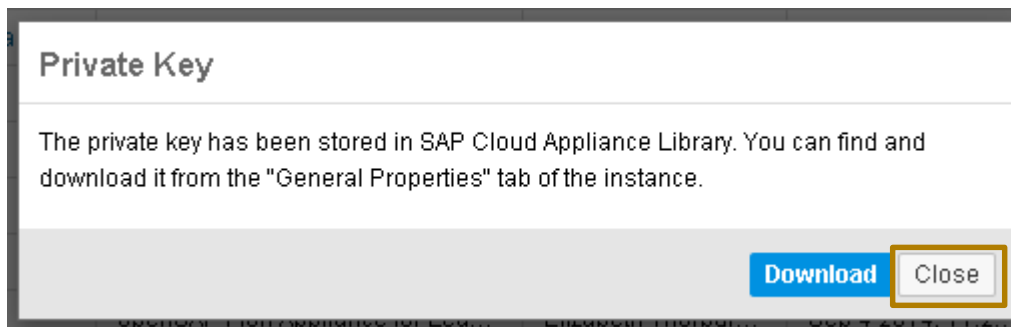 Private Key
The private key has been stored in SAP Cloud Appliance Library. You can find and
download it from the "General Properties" tab of the instance.
Download Close